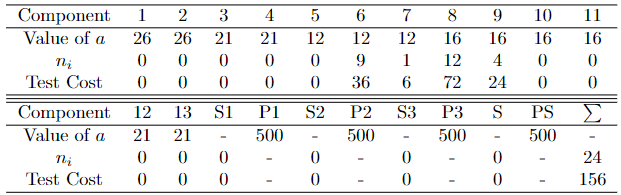 Component 1 2 3 4 5 6 7 8 9 10 11
Value of a 26 26 21 21 12 12 12 16 16 16 16
n_i 0 0 0 0 0 9 1 12 4 0 0
Test Cost 0 0 0 0 0 36 6 72 24 0 0
Component 12 13 S1 P1 S2 P2 S3 P3 S PS ∑
Value of a 21 21 - 500 - 500 - 500 - 500 -
n_i 0 0 0 - 0 - 0 - 0 - 24
Test Cost 0 0 0 - 0 - 0 - 0 - 156